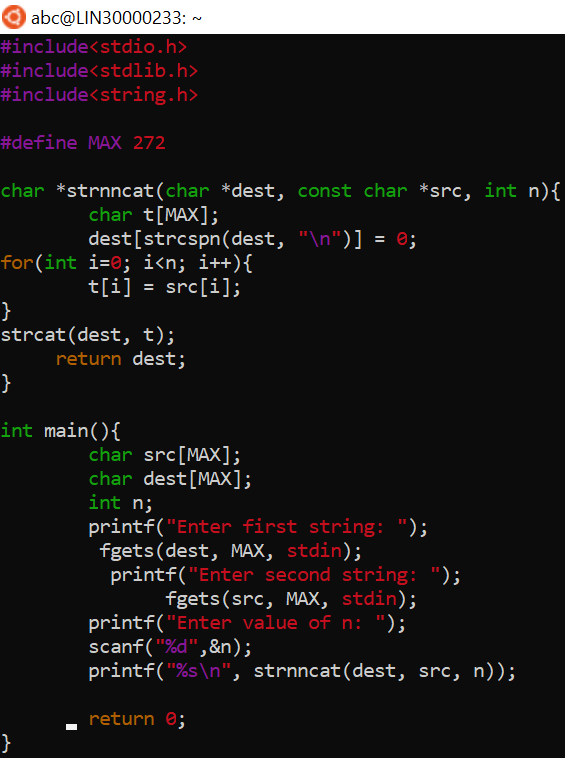 abc@LIN30000233: ~
#include<stdio.h>
#include<stdlib.h>
#include<string.h>
#define MAX 272
char *strnncat(char *dest, const char *src, int n){
char t[MAX];
dest[strcspn(dest, "\n")] = 0;
for(int i=0; i<n; i++){
t[i] = src[i];
}
strcat(dest, t);
return dest;
}
int main(){
char src[MAX];
char dest[MAX];
int n;
printf("Enter first string: ");
fgets(dest, MAX, stdin);
printf("Enter second string: ");
fgets(src, MAX, stdin);
printf("Enter value of n: ");
scanf("%d",&n);
printf("%s\n", strnncat(dest, src, n));
return 0;
}